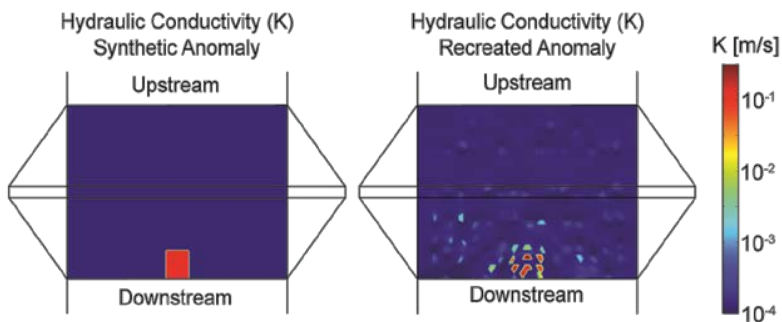 Hydraulic Conductivity (K)
Synthetic Anomaly
Upstream
Downstream
Hydraulic Conductivity (K)
Recreated Anomaly
Upstream
Downstream
K [m/s]
10⁻¹
10⁻²
10⁻³
10⁻⁴